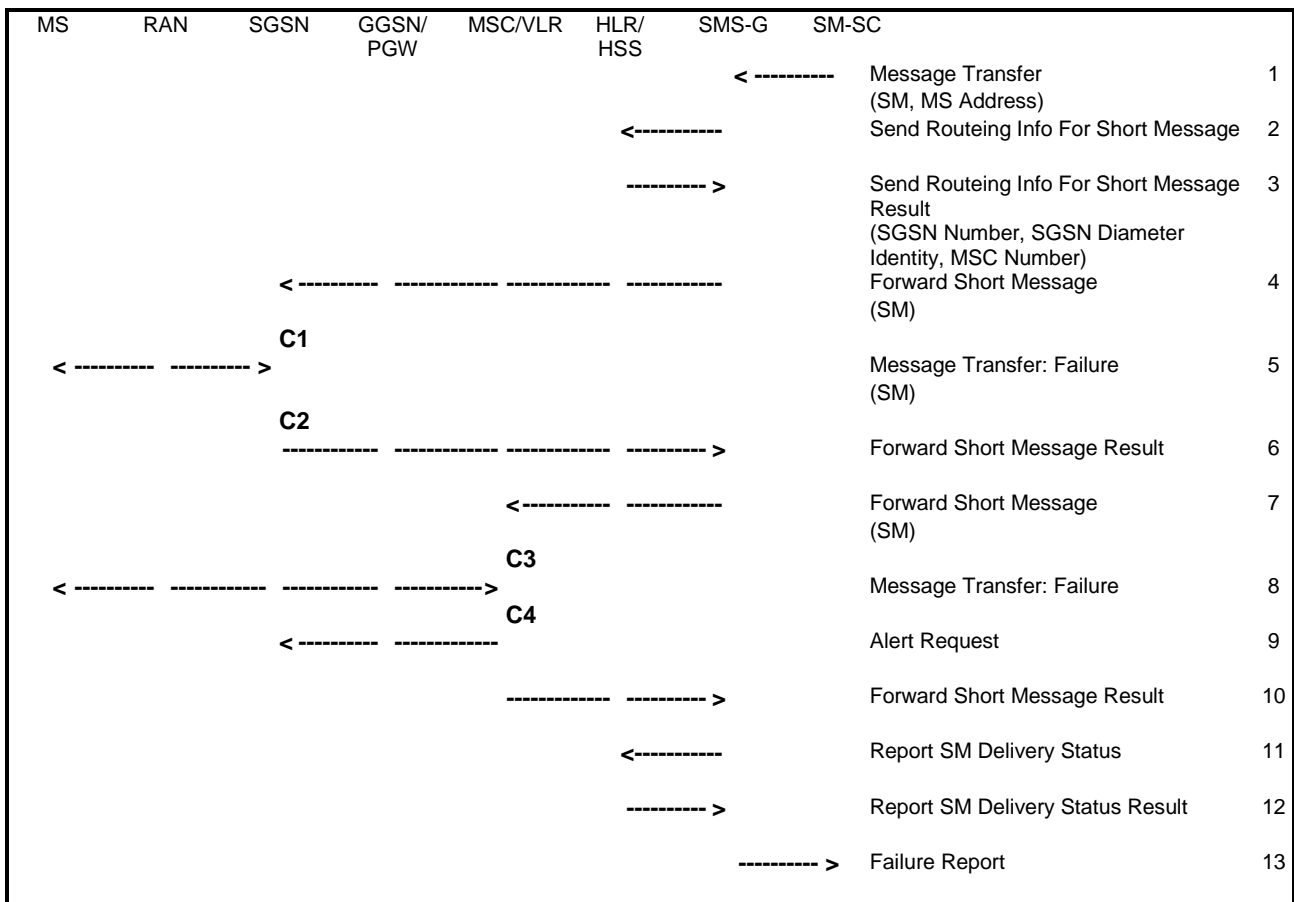 MS RAN SGSN GGSN/ MSC/VLR HLR/ SMS-G SM-SC
PGW HSS
< ---------- Message Transfer 1
(SM, MS Address)
<----------- Send Routeing Info For Short Message 2
---------- > Send Routeing Info For Short Message 3
Result
(SGSN Number, SGSN Diameter
Identity, MSC Number)
< ---------- ------------- ------------- ------------ Forward Short Message 4
(SM)
C1
< ---------- ---------- > Message Transfer: Failure 5
(SM)
C2
------------ ------------- ------------- ---------- > Forward Short Message Result 6
<----------- ------------ Forward Short Message 7
(SM)
C3
< ---------- ------------ ------------ -----------> Message Transfer: Failure 8
C4
< ---------- ------------- Alert Request 9
------------- ---------- > Forward Short Message Result 10
<----------- Report SM Delivery Status 11
---------- > Report SM Delivery Status Result 12
---------- > Failure Report 13